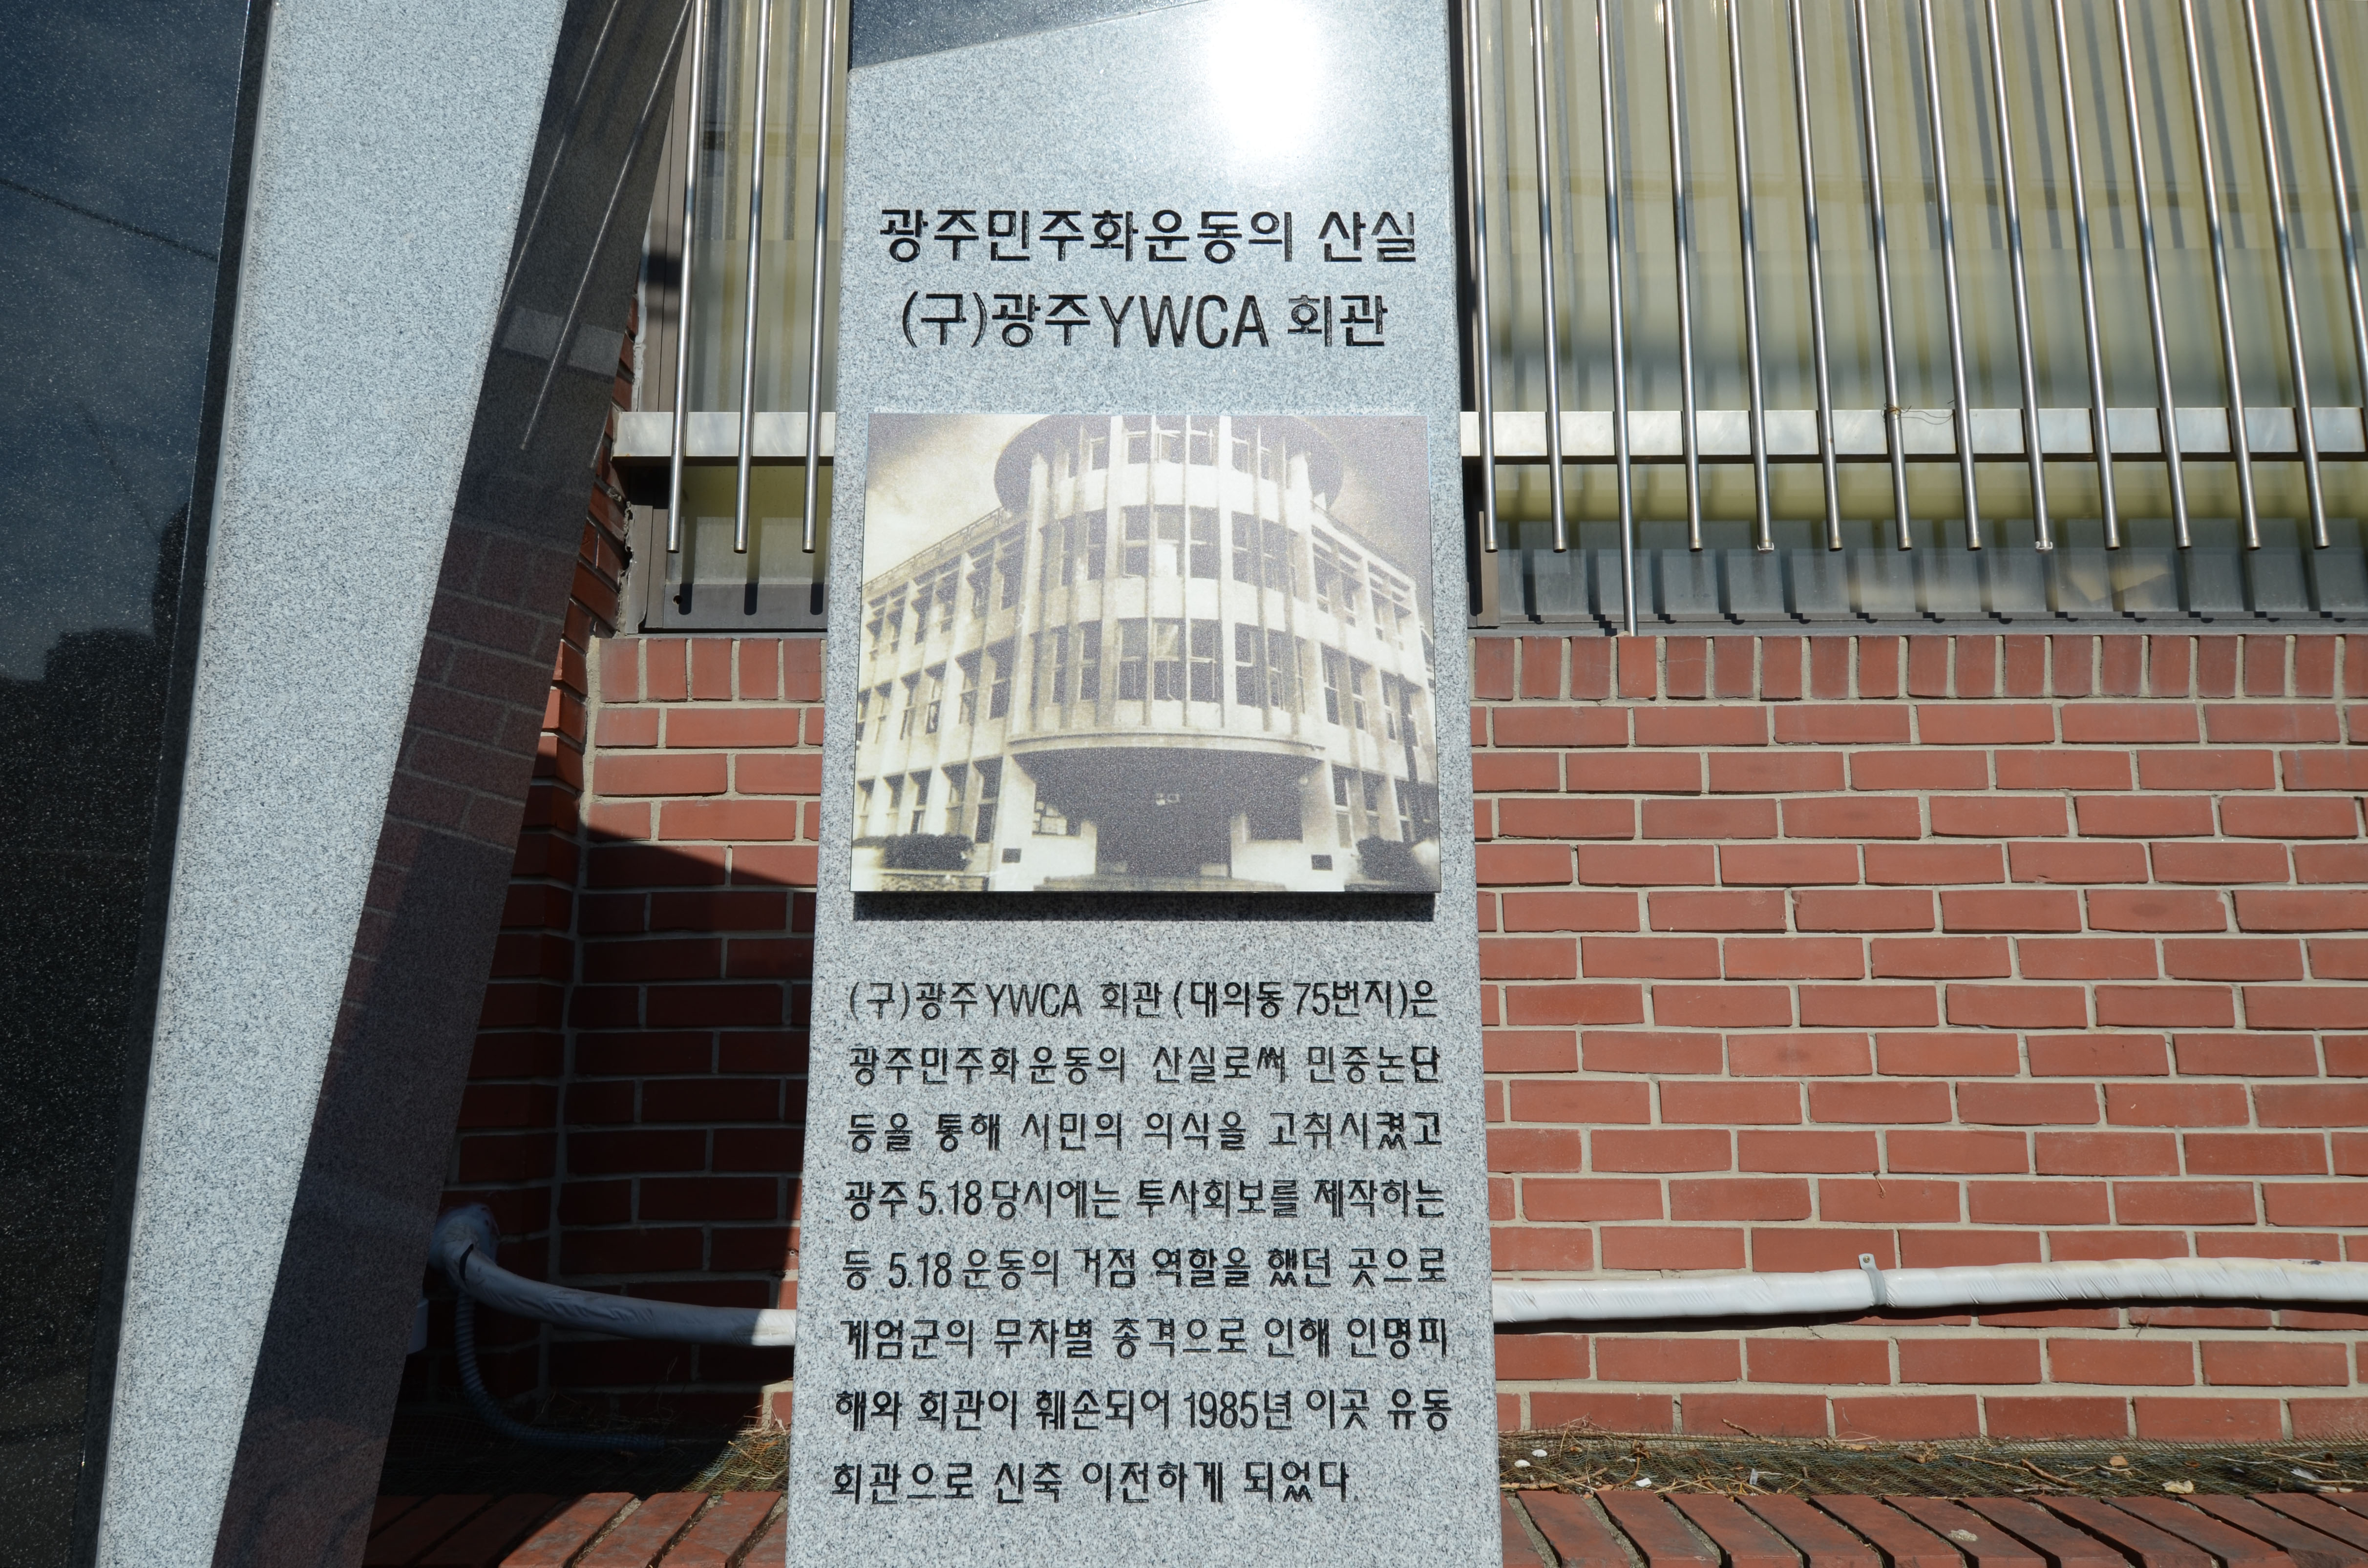 광주민주화운동의 산실
(구)광주YWCA 회관
(구)광주YWCA 회관(대의동75번지)은
광주민주화운동의 산실로써 민중논단
등을 통해 시민의 의식을 고취시켰고
광주5.18당시에는 투사회보를 제작하는
등 5.18운동의 거점 역할을 했던 곳으로
계엄군의 무차별 총격으로 인해 인명피
해와 회관이 훼손되어 1985년 이곳 유동
회관으로 신축 이전하게 되었다.